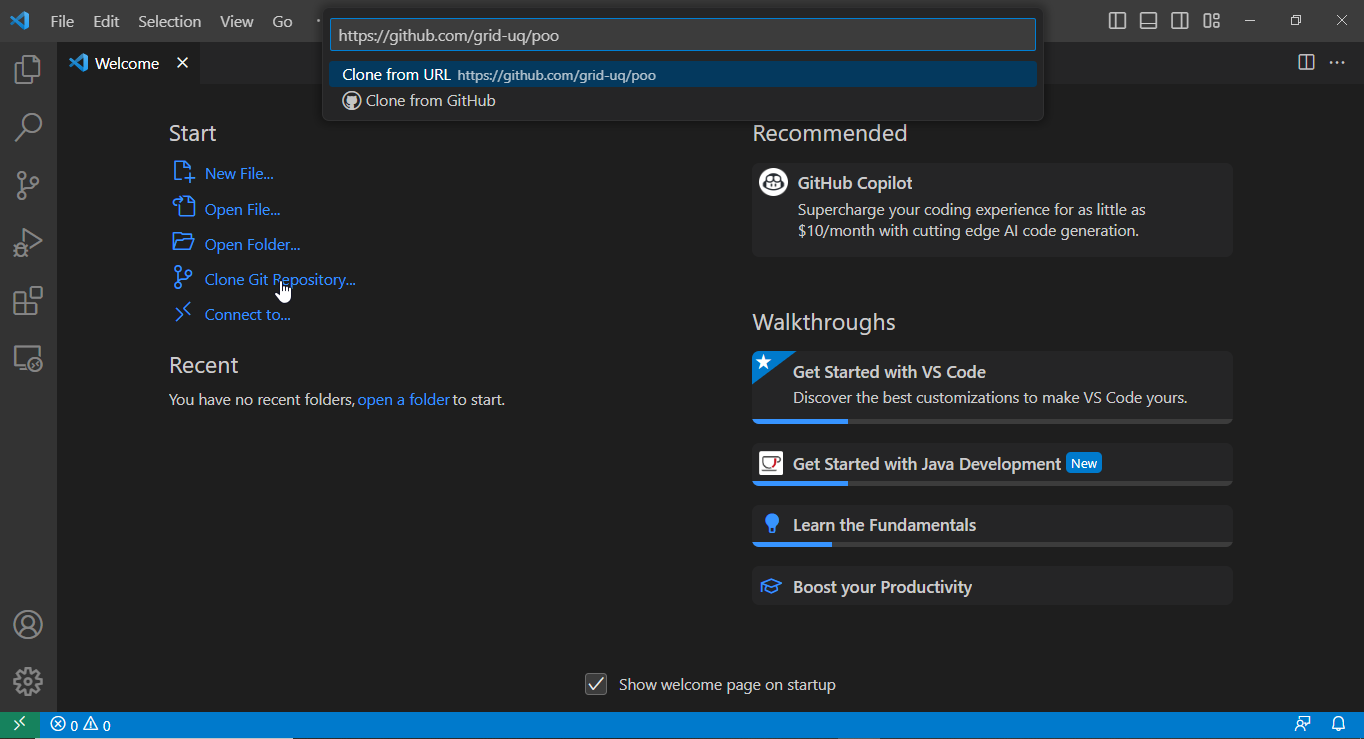 File Edit Selection View Go
https://github.com/grid-uq/poo
Clone from URL https://github.com/grid-uq/poo
Clone from GitHub
Welcome
Start
New File...
Open File...
Open Folder...
Clone Git Repository...
Connect to...
Recent
You have no recent folders, open a folder to start.
Recommended
GitHub Copilot
Supercharge your coding experience for as little as
$10/month with cutting edge AI code generation.
Walkthroughs
Get Started with VS Code
Discover the best customizations to make VS Code yours.
Get Started with Java Development New
Learn the Fundamentals
Boost your Productivity
Show welcome page on startup
0 0